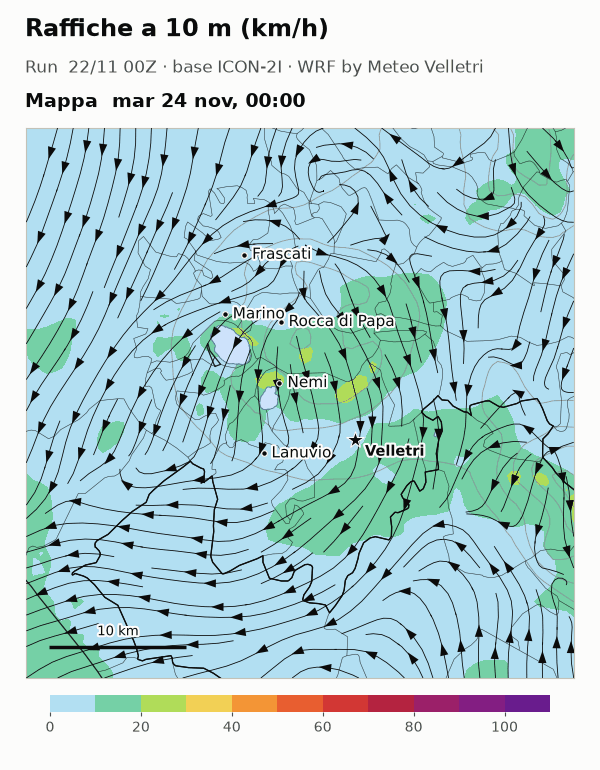 Raffiche a 10 m (km/h)
Run 22/11 00Z · base ICON-2I · WRF by Meteo Velletri
Mappa mar 24 nov, 00:00
Frascati
Marino
Rocca di Papa
Nemi
Velletri
Lanuvio
10 km
0 20 40 60 80 100